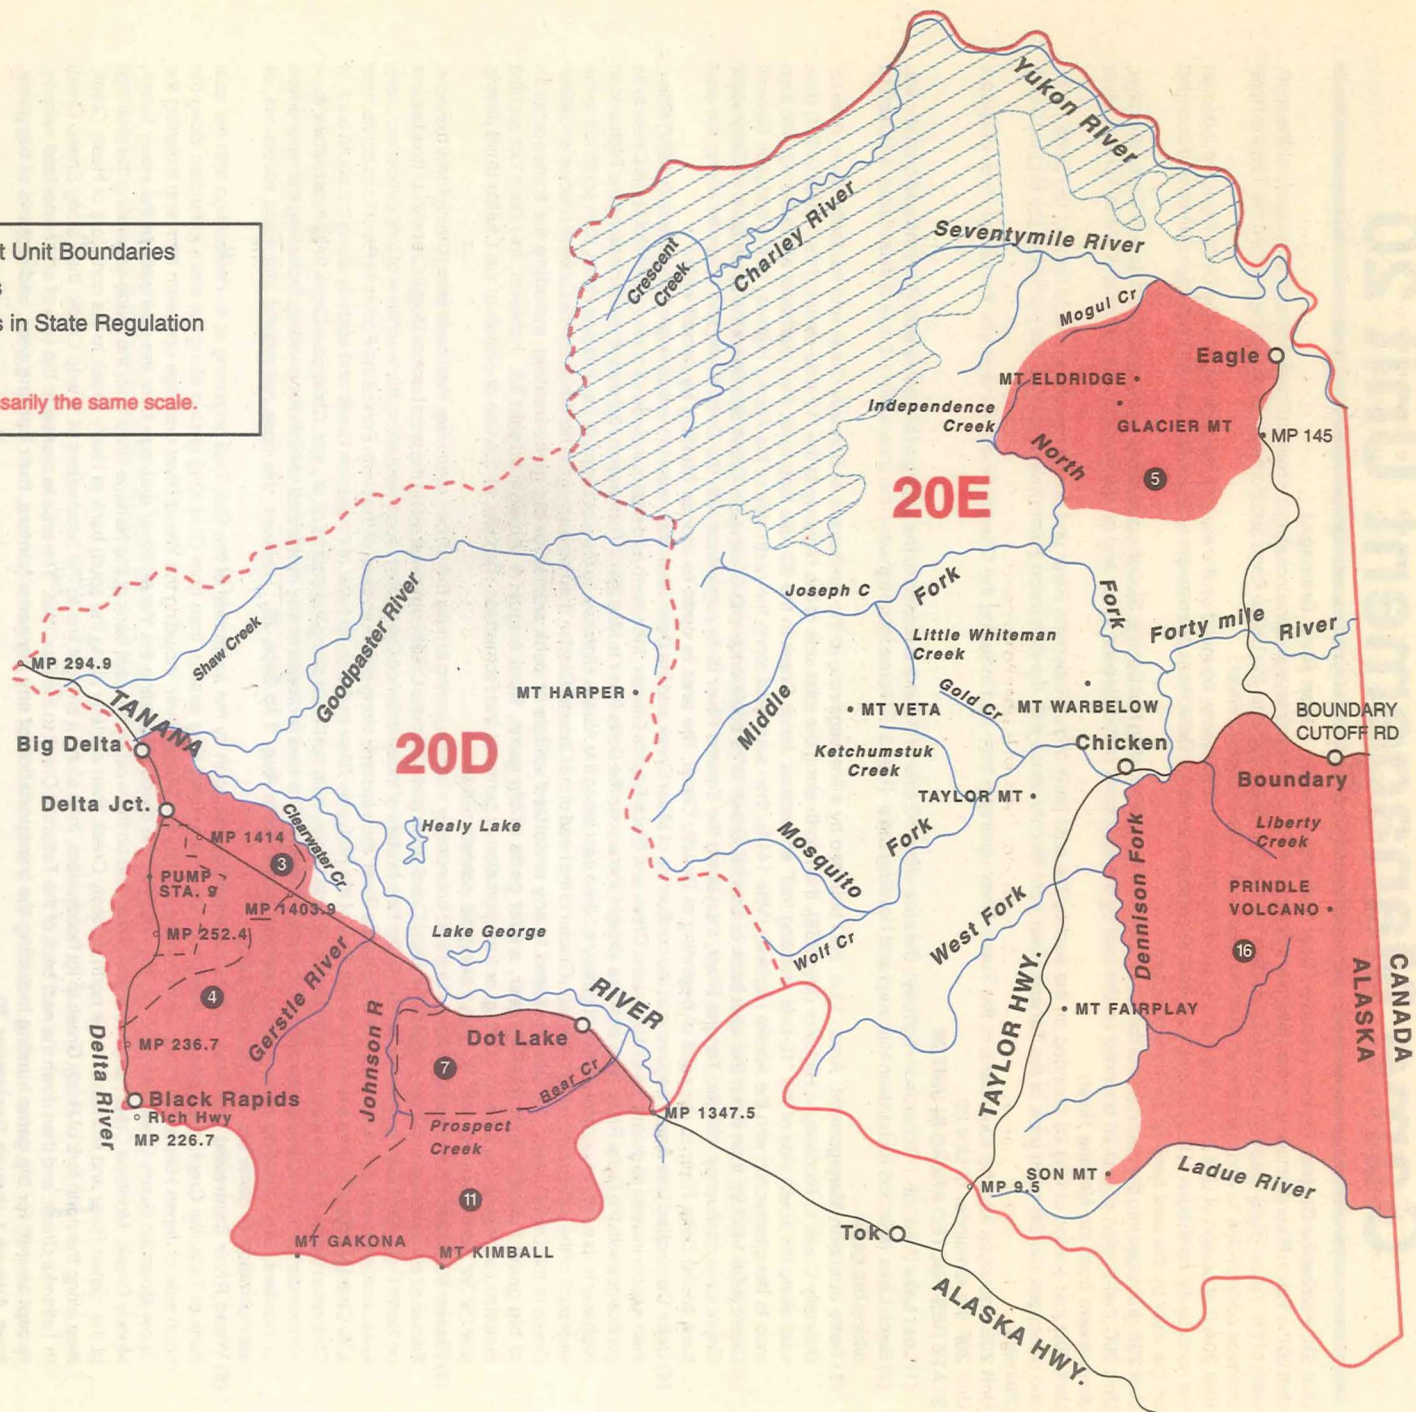 t Unit Boundaries
s
s in State Regulation
sarily the same scale.
Yukon River
Charley River
Crescent
Creek
Seventymile River
Mogul Cr
Eagle
MT ELDRIDGE
Independence
Creek
GLACIER MT
MP 145
North
5
20E
Joseph C
Fork
Fork
Forty mile
River
Little Whiteman
Creek
Shaw Creek
Goodpaster River
MP 294.9
MT HARPER
Middle
MT VETA
Gold Cr
MT WARBELOW
BOUNDARY
CUTOFF RD
TANANA
20D
Big Delta
Ketchumstuk
Creek
Chicken
Boundary
Delta Jct.
TAYLOR MT
MP 1414
Clearwater Cr
Healy Lake
Mosquito
Fork
Dennison Fork
Liberty
Creek
3
PUMP
STA. 9
MP 1403.9
PRINDLE
VOLCANO
MP 252.4
Lake George
Wolf Cr
West Fork
16
4
Gerstle River
RIVER
TAYLOR HWY.
MT FAIRPLAY
ALASKA
CANADA
Delta River
MP 236.7
Johnson R
Dot Lake
7
Bear Cr
Black Rapids
Rich Hwy
MP 226.7
Prospect
Creek
MP 1347.5
SON MT
Ladue River
MP 9.5
11
MT GAKONA
MT KIMBALL
Tok
ALASKA HWY.